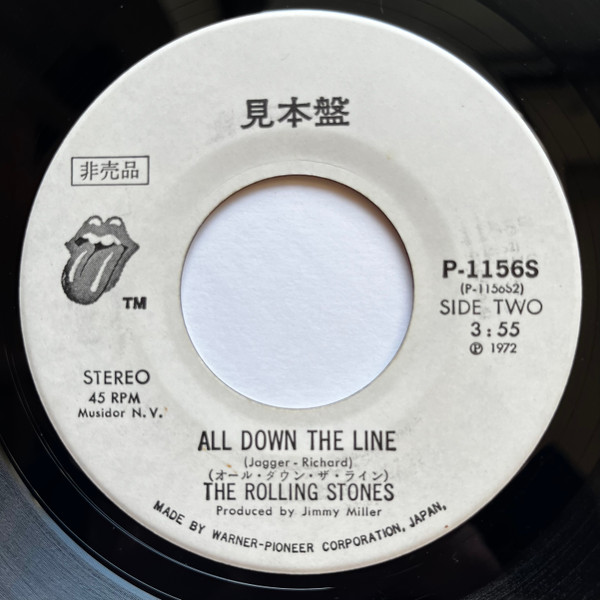 見本盤
非売品
TM
P-1156S
(P-1156S2)
SIDE TWO
3:55
Ⓟ 1972
STEREO
45 RPM
Musidor N.V.
ALL DOWN THE LINE
(Jagger - Richard)
(オール・ダウン・ザ・ライン)
THE ROLLING STONES
Produced by Jimmy Miller
MADE BY WARNER-PIONEER CORPORATION, JAPAN,